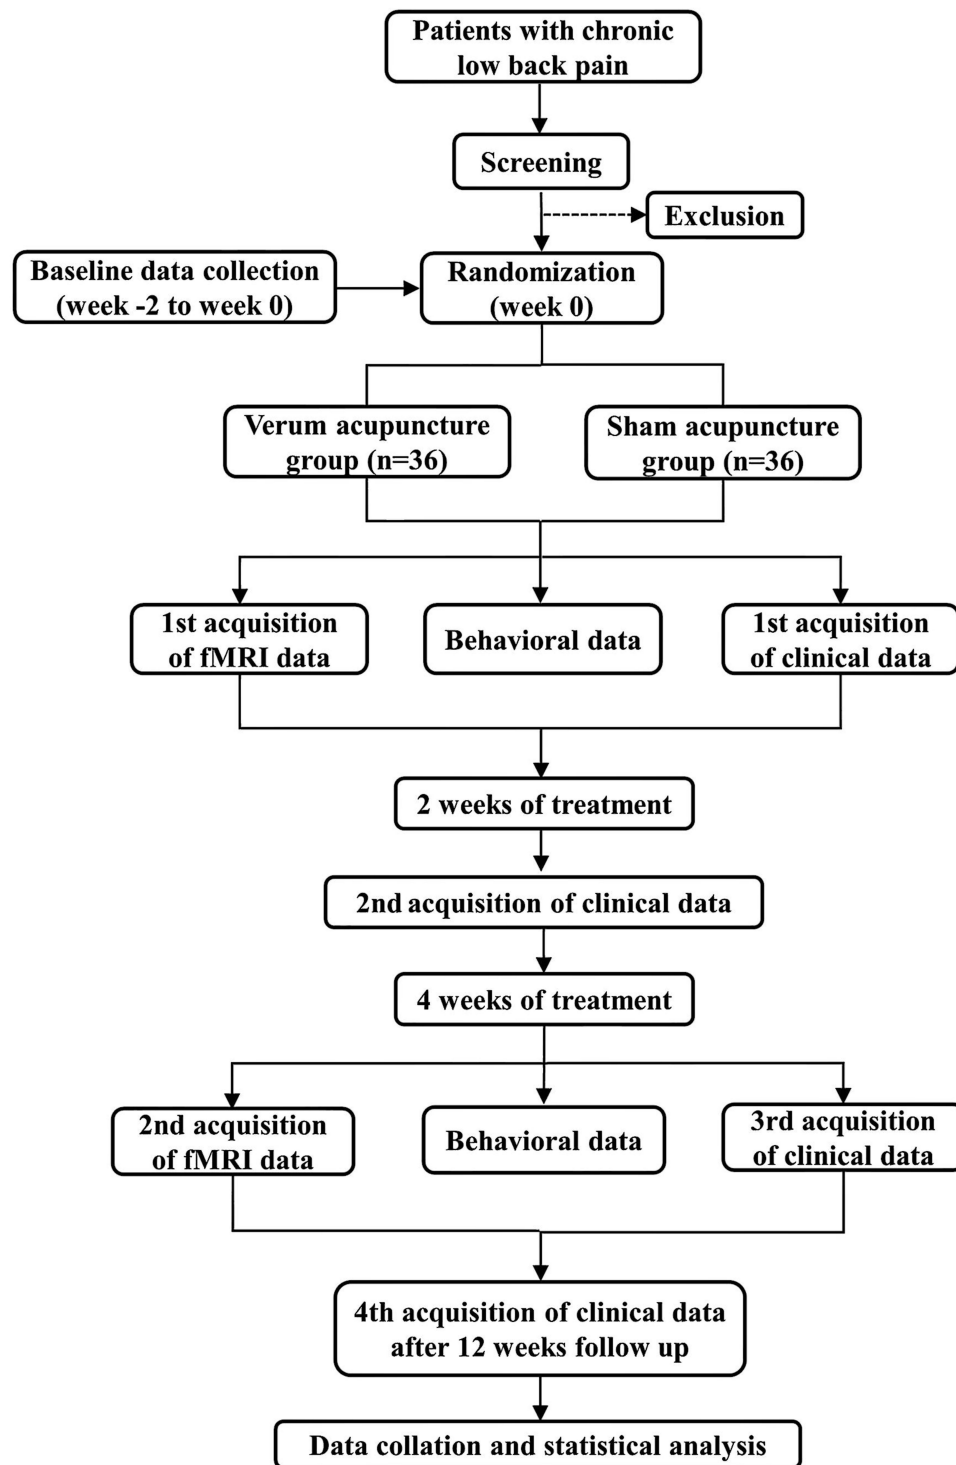 Patients with chronic
low back pain
Screening
Exclusion
Baseline data collection
(week -2 to week 0)
Randomization
(week 0)
Verum acupuncture
group (n=36)
Sham acupuncture
group (n=36)
1st acquisition
of fMRI data
Behavioral data
1st acquisition
of clinical data
2 weeks of treatment
2nd acquisition of clinical data
4 weeks of treatment
2nd acquisition
of fMRI data
Behavioral data
3rd acquisition
of clinical data
4th acquisition of clinical data
after 12 weeks follow up
Data collation and statistical analysis